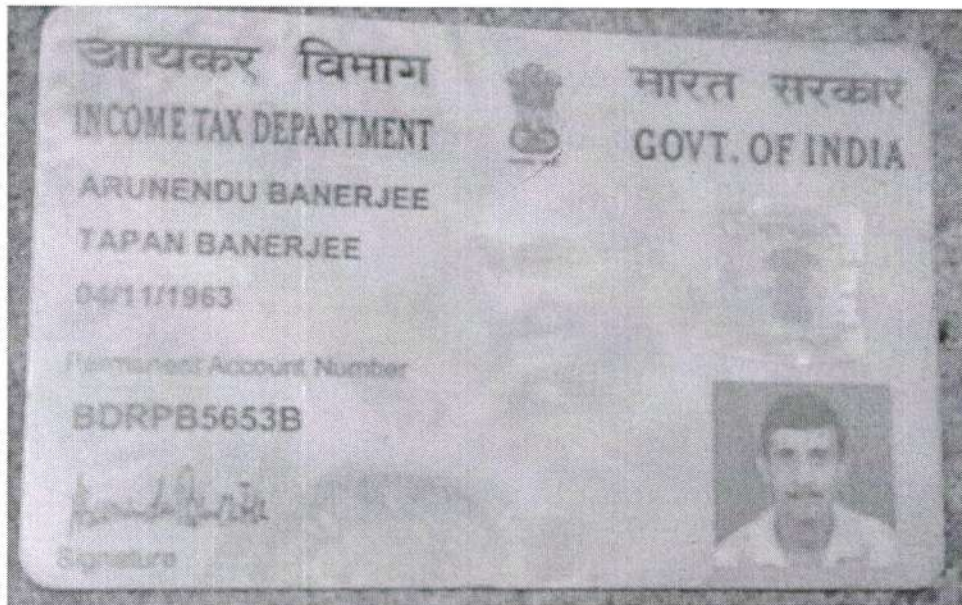 आयकर विभाग
भारत सरकार
INCOME TAX DEPARTMENT
GOVT. OF INDIA
ARUNENDU BANERJEE
TAPAN BANERJEE
04/11/1963
Permanent Account Number
BDRPB5653B
Signature